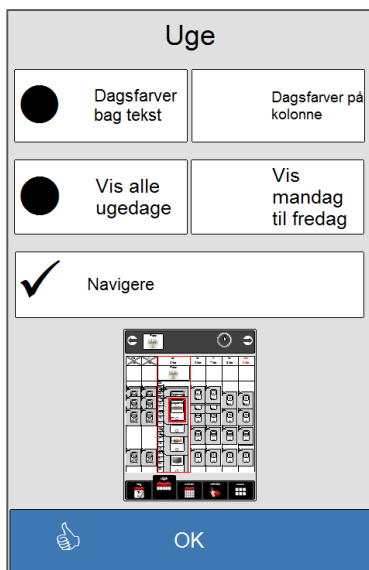 Uge
Dagsfarver
bag tekst
Dagsfarver på
kolonne
Vis alle
ugedage
Vis
mandag
til fredag
Navigere
OK